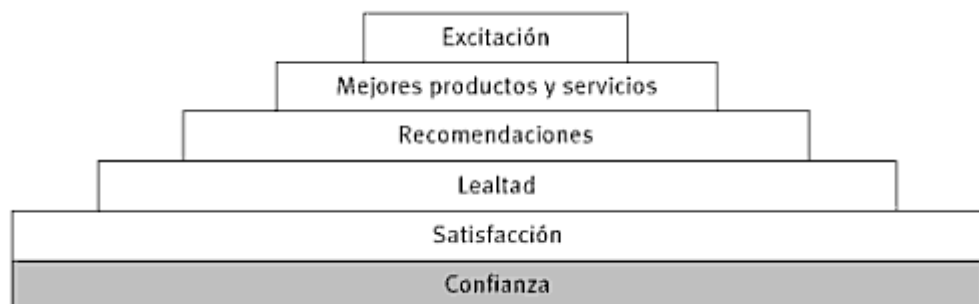 Excitación
Mejores productos y servicios
Recomendaciones
Lealtad
Satisfacción
Confianza